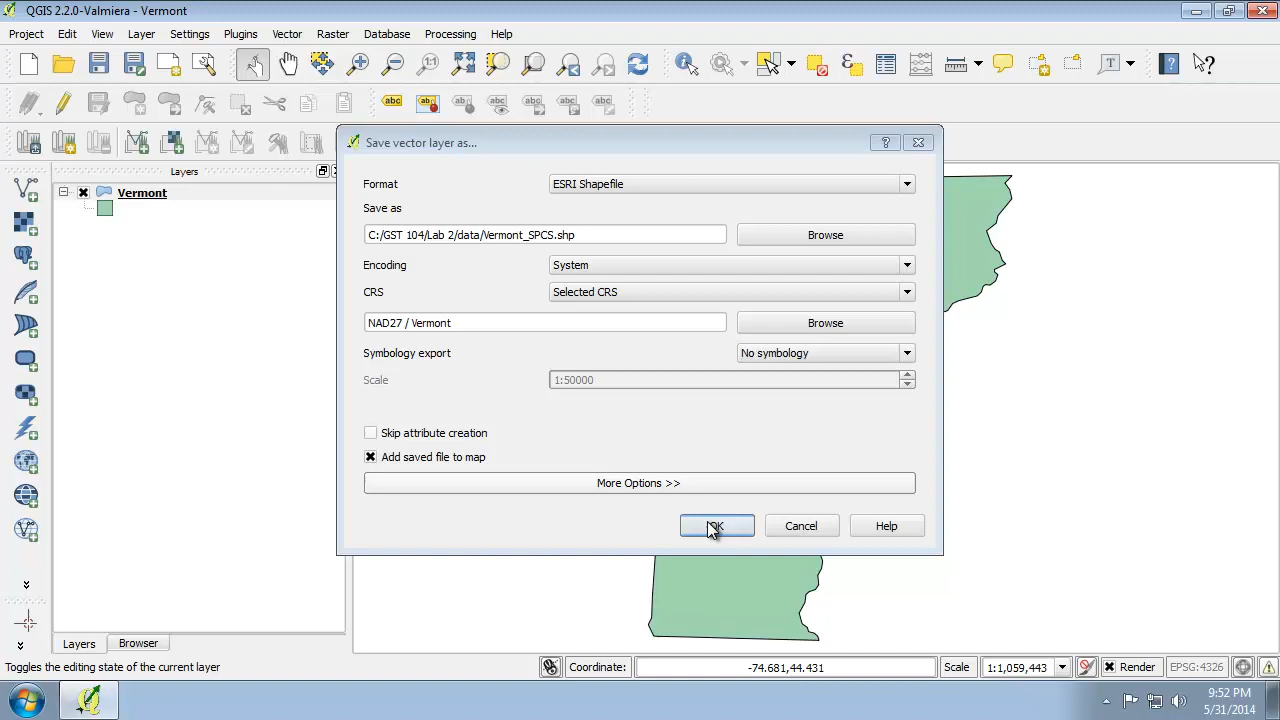 QGIS 2.2.0-Valmiera - Vermont
Project Edit View Layer Settings Plugins Vector Raster Database Processing Help
abc
Layers
Vermont
Save vector layer as...
Format ESRI Shapefile
Save as
C:/GST 104/Lab 2/data/Vermont_SPCS.shp Browse
Encoding System
CRS Selected CRS
NAD27 / Vermont Browse
Symbology export No symbology
Scale 1:50000
Skip attribute creation
Add saved file to map
More Options >>
OK Cancel Help
Layers Browser
Toggles the editing state of the current layer Coordinate: -74.681,44.431 Scale 1:1,059,443 Render EPSG:4326
9:52 PM
5/31/2014